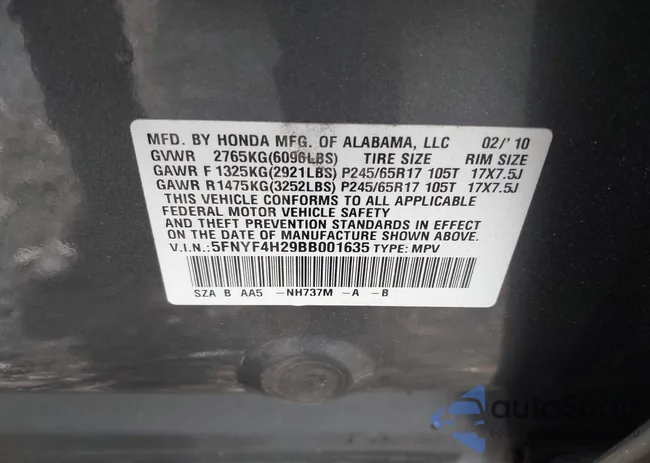 MFD. BY HONDA MFG. OF ALABAMA, LLC 02/'10
GVWR 2765KG(6096LBS) TIRE SIZE RIM SIZE
GAWR F 1325KG(2921LBS) P245/65R17 105T 17X7.5J
GAWR R 1475KG(3252LBS) P245/65R17 105T 17X7.5J
THIS VEHICLE CONFORMS TO ALL APPLICABLE
FEDERAL MOTOR VEHICLE SAFETY
AND THEFT PREVENTION STANDARDS IN EFFECT
ON THE DATE OF MANUFACTURE SHOWN ABOVE.
V.I.N.: 5FNYF4H29BB001635 TYPE: MPV
SZA B AA5 -NH737M -A -B